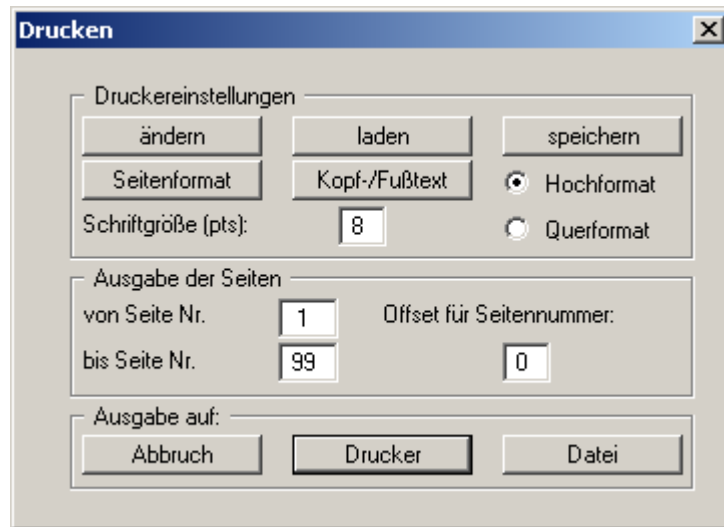 Drucken
Druckereinstellungen
ändern laden speichern
Seitenformat Kopf-/Fußtext Hochformat
Schriftgröße (pts): 8 Querformat
Ausgabe der Seiten
von Seite Nr. 1 Offset für Seitennummer:
bis Seite Nr. 99 0
Ausgabe auf:
Abbruch Drucker Datei